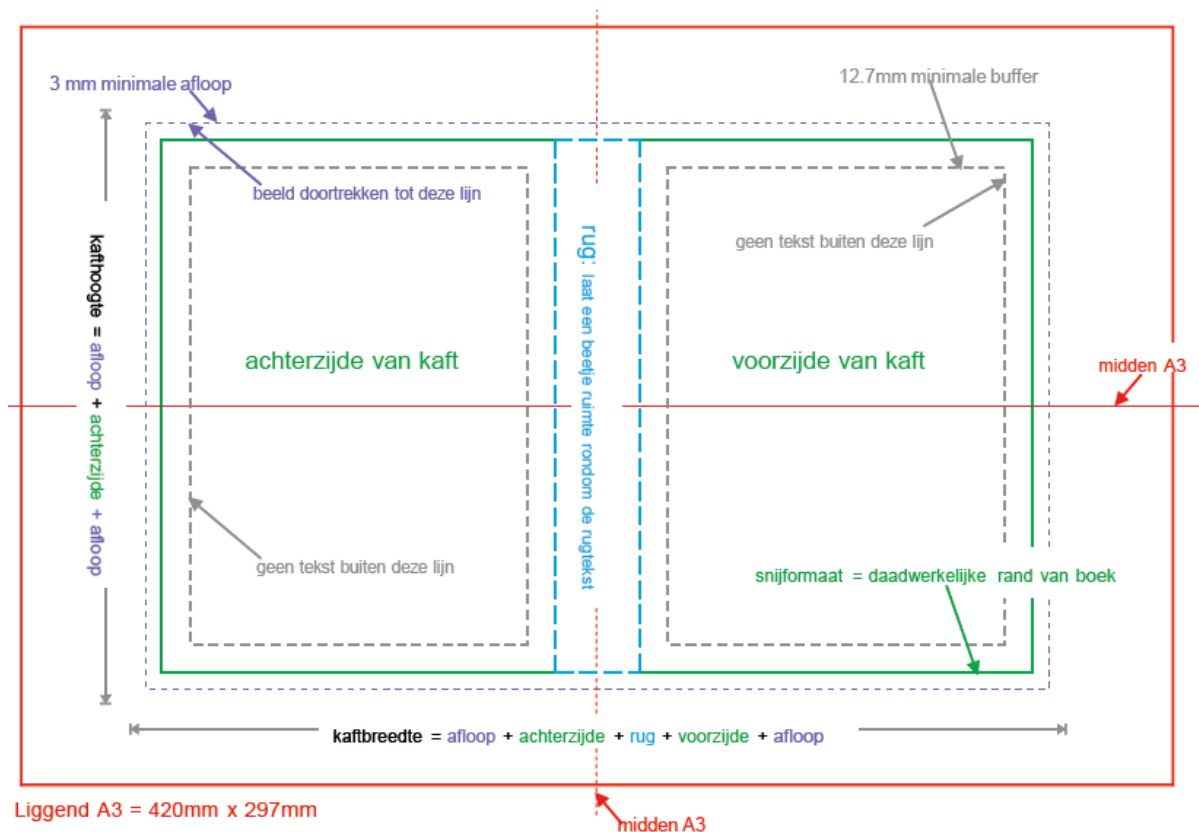 3 mm minimale afloop
12.7mm minimale buffer
beeld doortrekken tot deze lijn
geen tekst buiten deze lijn
kafthoogte = afloop + achterzijde + afloop
rug: laat een beetje ruimte rondom de rugtekst
achterzijde van kaft
voorzijde van kaft
midden A3
geen tekst buiten deze lijn
snijformaat = daadwerkelijke rand van boek
kaftbreedte = afloop + achterzijde + rug + voorzijde + afloop
Liggend A3 = 420mm x 297mm
midden A3